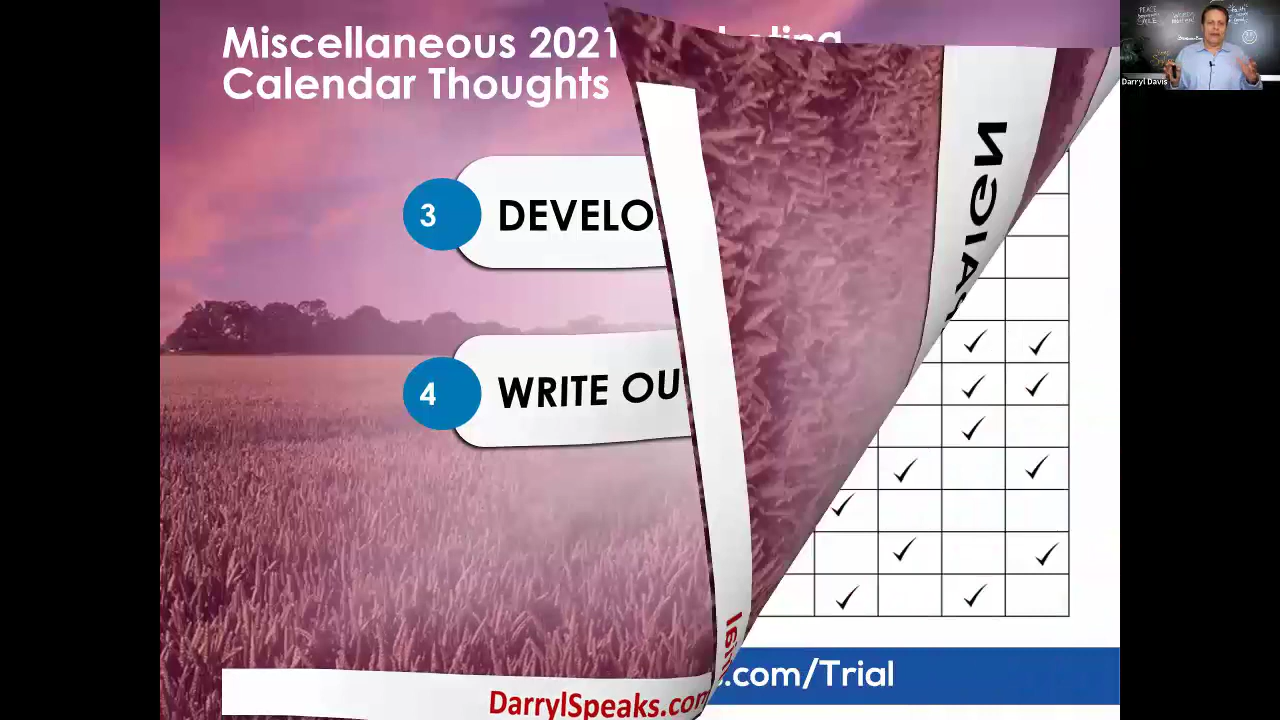 Miscellaneous 2021
Calendar Thoughts
3
DEVELO
4
WRITE OU
DarrylSpeaks.com
.com/Trial
Darryl Davis